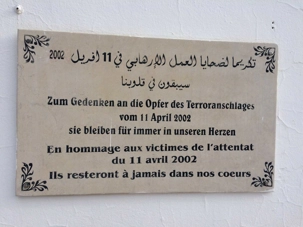 تكريما لضحايا العمل الإرهابي في 11 افريل 2002
سيبقون في قلوبنا
Zum Gedenken an die Opfer des Terroranschlages
vom 11 April 2002
sie bleiben für immer in unseren Herzen
En hommage aux victimes de l'attentat
du 11 avril 2002
Ils resteront à jamais dans nos coeurs